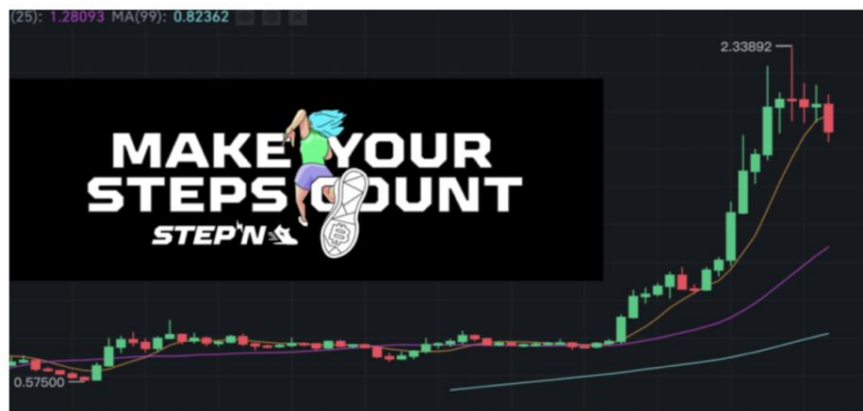 (25): 1.28093 MA(99): 0.82362
2.33892
MAKE YOUR
STEPS COUNT
STEP'N
0.57500